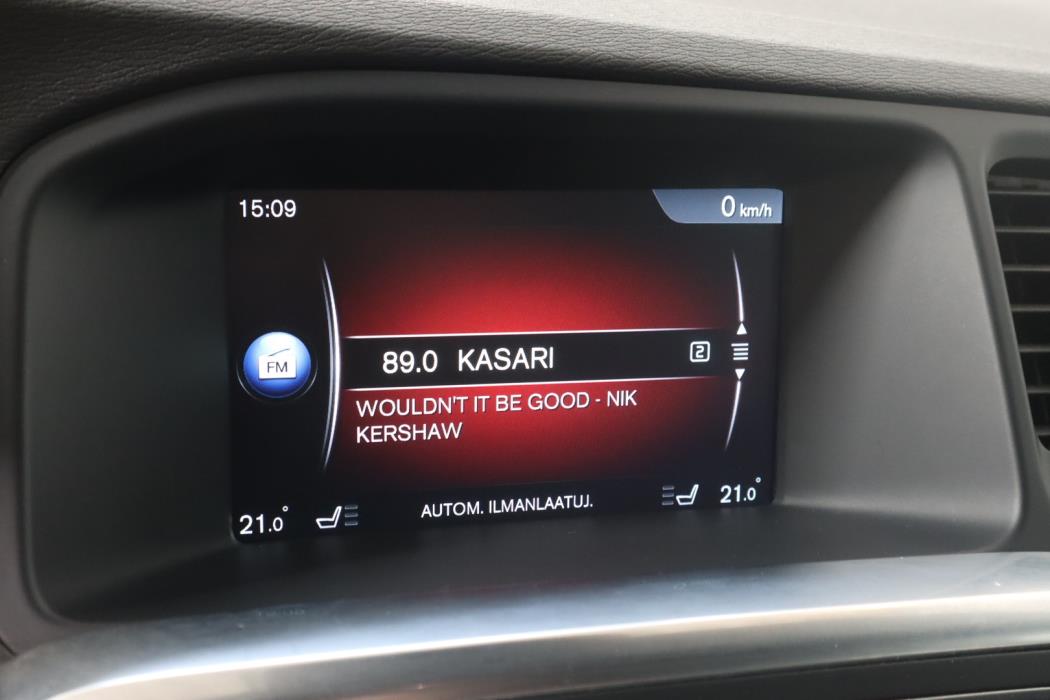 15:09
0 km/h
FM
89.0 KASARI 2
WOULDN'T IT BE GOOD - NIK
KERSHAW
21.0°
AUTOM. ILMANLAATUJ.
21.0°